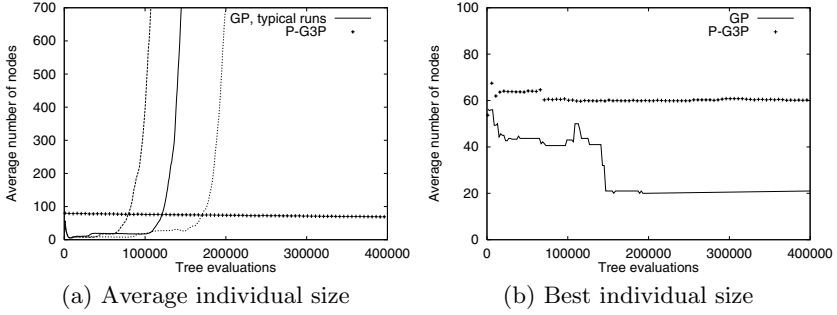 700
600
500
400
300
200
100
0
0
100000
200000
300000
400000
Average number of nodes
Tree evaluations
GP, typical runs
P-G3P
(a) Average individual size
100
80
60
40
20
0
0
100000
200000
300000
400000
Average number of nodes
Tree evaluations
GP
P-G3P
(b) Best individual size